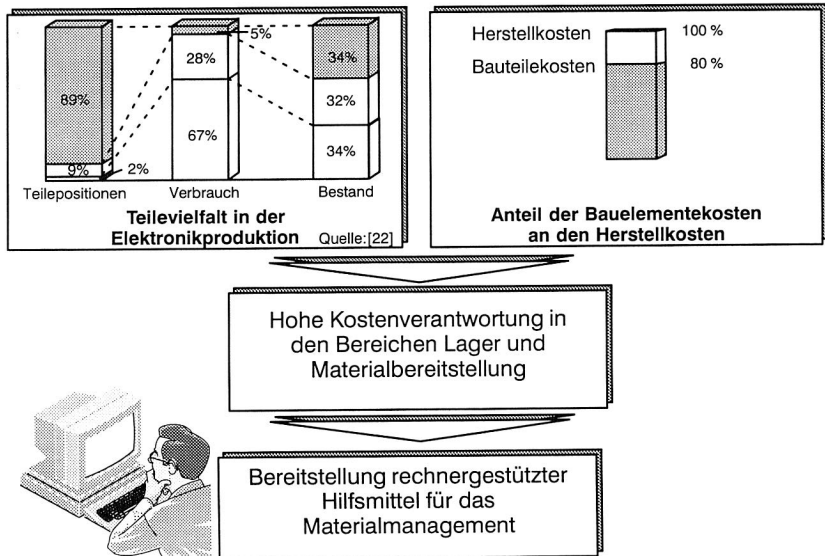 89%
9%
2%
Teilepositionen
28%
67%
5%
Verbrauch
34%
32%
34%
Bestand
Teilevielfalt in der
Elektronikproduktion
Quelle:[22]
Herstellkosten 100 %
Bauteilekosten 80 %
Anteil der Bauelementekosten
an den Herstellkosten
Hohe Kostenverantwortung in
den Bereichen Lager und
Materialbereitstellung
Bereitstellung rechnergestützter
Hilfsmittel für das
Materialmanagement